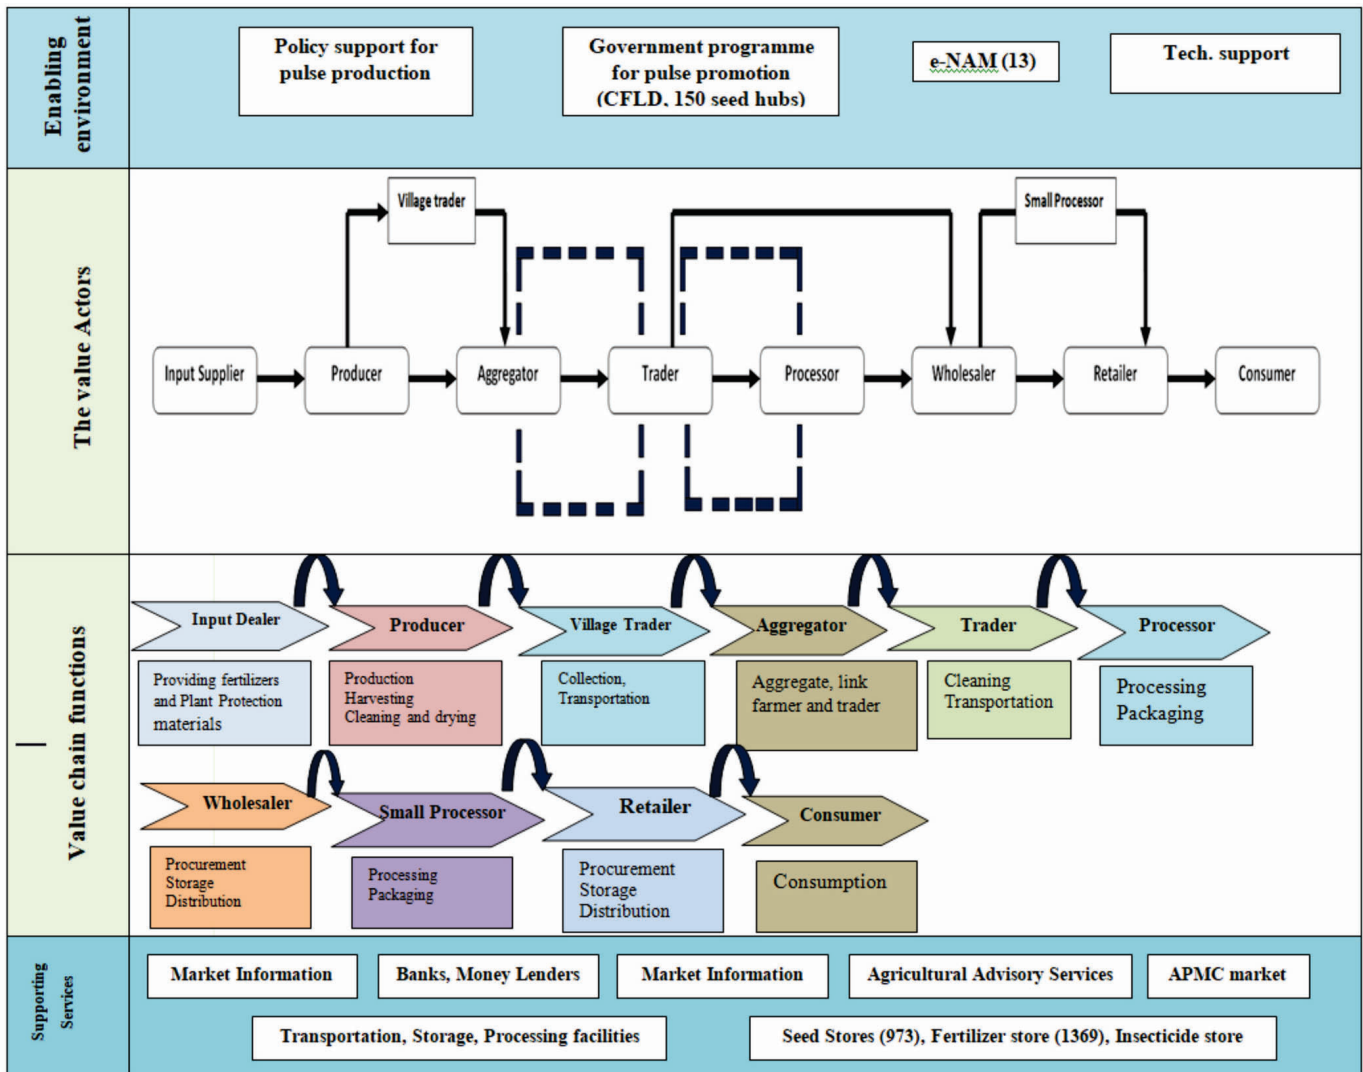 Enabling
environment
Policy support for
pulse production
Government programme
for pulse promotion
(CFLD, 150 seed hubs)
e-NAM (13)
Tech. support
The value Actors
Village trader
Small Processor
Input Supplier
Producer
Aggregator
Trader
Processor
Wholesaler
Retailer
Consumer
Value chain functions
Input Dealer
Producer
Village Trader
Aggregator
Trader
Processor
Providing fertilizers
and Plant Protection
materials
Production
Harvesting
Cleaning and drying
Collection,
Transportation
Aggregate, link
farmer and trader
Cleaning
Transportation
Processing
Packaging
Wholesaler
Small Processor
Retailer
Consumer
Procurement
Storage
Distribution
Processing
Packaging
Procurement
Storage
Distribution
Consumption
Supporting
Services
Market Information
Banks, Money Lenders
Market Information
Agricultural Advisory Services
APMC market
Transportation, Storage, Processing facilities
Seed Stores (973), Fertilizer store (1369), Insecticide store